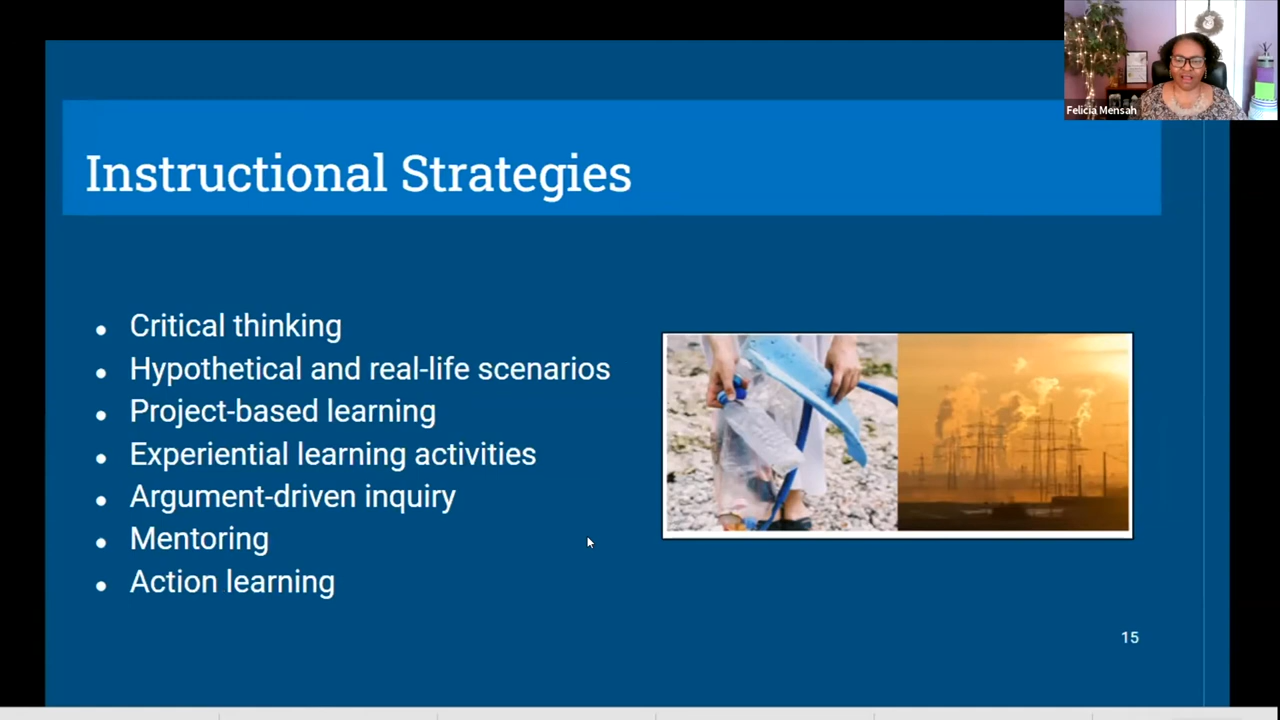 Felicia Mensah
Instructional Strategies
● Critical thinking
● Hypothetical and real-life scenarios
● Project-based learning
● Experiential learning activities
● Argument-driven inquiry
● Mentoring
● Action learning
15